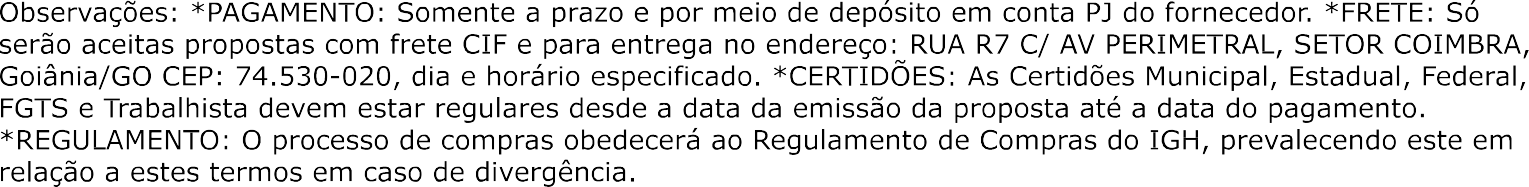 Observações: *PAGAMENTO: Somente a prazo e por meio de depósito em conta PJ do fornecedor. *FRETE: Só
serão aceitas propostas com frete CIF e para entrega no endereço: RUA R7 C/ AV PERIMETRAL, SETOR COIMBRA,
Goiânia/GO CEP: 74.530-020, dia e horário especificado. *CERTIDÕES: As Certidões Municipal, Estadual, Federal,
FGTS e Trabalhista devem estar regulares desde a data da emissão da proposta até a data do pagamento.
*REGULAMENTO: O processo de compras obedecerá ao Regulamento de Compras do IGH, prevalecendo este em
relação a estes termos em caso de divergência.